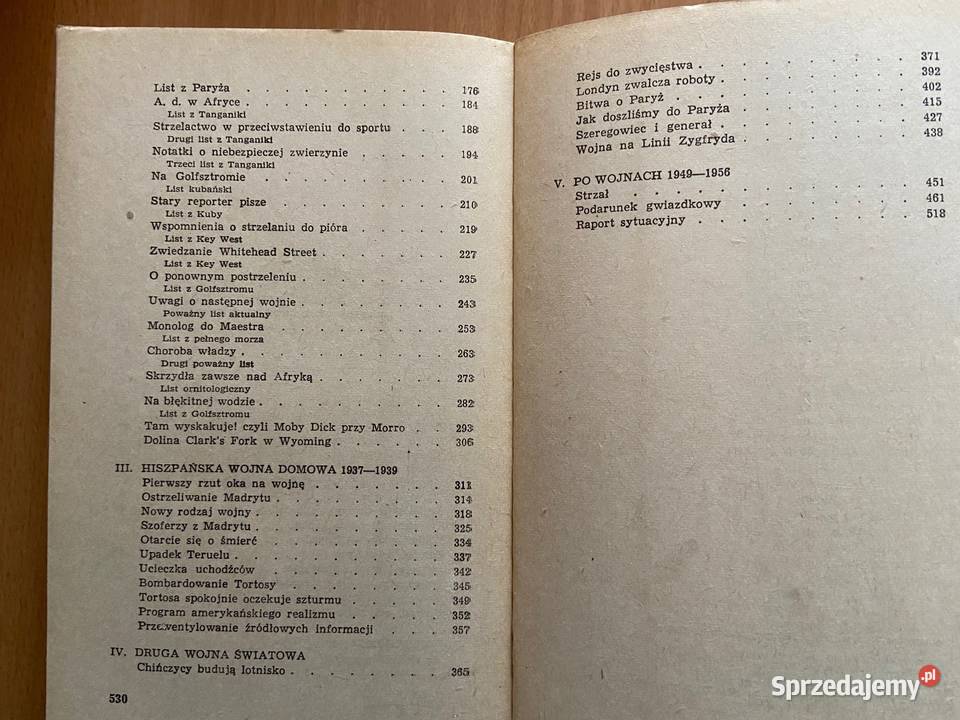 List z Paryża . . . . . . . . . . 176
A. d. w Afryce . . . . . . . . . 184
List z Tanganiki
Strzelactwo w przeciwstawieniu do sportu . . . 188
Drugi list z Tanganiki
Notatki o niebezpieczej zwierzynie . . . . . 194
Trzeci list z Tanganiki
Na Golfsztromie . . . . . . . . . 201
List kubański
Stary reporter pisze . . . . . . . . 210
List z Kuby
Wspomnienia o strzelaniu do pióra . . . . . 219
List z Key West
Zwiedzanie Whitehead Street . . . . . . 227
List z Key West
O ponownym postrzeleniu . . . . . . . 235
List z Golfsztromu
Uwagi o następnej wojnie . . . . . . . 243
Poważny list aktualny
Monolog do Maestra . . . . . . . . 253
List z pełnego morza
Choroba władzy . . . . . . . . . 263
Drugi poważny list
Skrzydła zawsze nad Afryką . . . . . . 273
List ornitologiczny
Na błękitnej wodzie . . . . . . . . 282
List z Golfsztromu
Tam wyskakuje! czyli Moby Dick przy Morro . . 293
Dolina Clark's Fork w Wyoming . . . . . 306
III. HISZPAŃSKA WOJNA DOMOWA 1937—1939
Pierwszy rzut oka na wojnę . . . . . . 311
Ostrzeliwanie Madrytu . . . . . . . 314
Nowy rodzaj wojny . . . . . . . . 318
Szoferzy z Madrytu . . . . . . . . 325
Otarcie się o śmierć . . . . . . . . 334
Upadek Teruelu . . . . . . . . . 337
Ucieczka uchodźców . . . . . . . . 342
Bombardowanie Tortosy . . . . . . . 345
Tortosa spokojnie oczekuje szturmu . . . . . 349
Program amerykańskiego realizmu . . . . . 352
Przewentylowanie źródłowych informacji . . . 357
IV. DRUGA WOJNA ŚWIATOWA
Chińczycy budują lotnisko . . . . . . . 365
530
Rejs do zwycięstwa . . . . . . . . 371
Londyn zwalcza roboty . . . . . . . 392
Bitwa o Paryż . . . . . . . . . 402
Jak doszliśmy do Paryża . . . . . . . 415
Szeregowiec i generał . . . . . . . . 427
Wojna na Linii Zygfryda . . . . . . . 438
V. PO WOJNACH 1949—1956
Strzał . . . . . . . . . . . 451
Podarunek gwiazdkowy . . . . . . . 461
Raport sytuacyjny . . . . . . . . 518
Sprzedajemy.pl